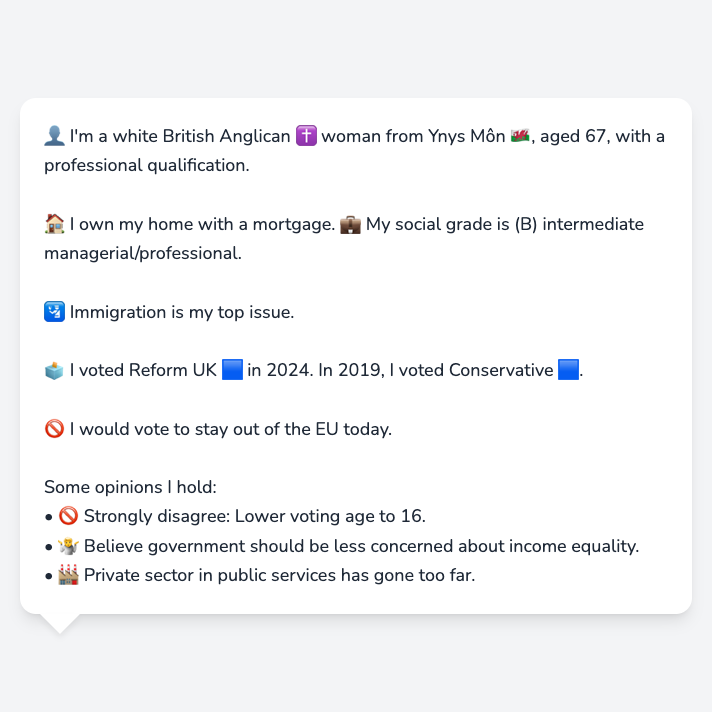 👤 I'm a white British Anglican ✝️ woman from Ynys Môn 🏴󠁧󠁢󠁷󠁬󠁳󠁿, aged 67, with a
professional qualification.
🏠 I own my home with a mortgage. 💼 My social grade is (B) intermediate
managerial/professional.
🛂 Immigration is my top issue.
🗳️ I voted Reform UK 🟦 in 2024. In 2019, I voted Conservative 🟦.
🚫 I would vote to stay out of the EU today.
Some opinions I hold:
• 🚫 Strongly disagree: Lower voting age to 16.
• 🤷 Believe government should be less concerned about income equality.
• 🏭 Private sector in public services has gone too far.